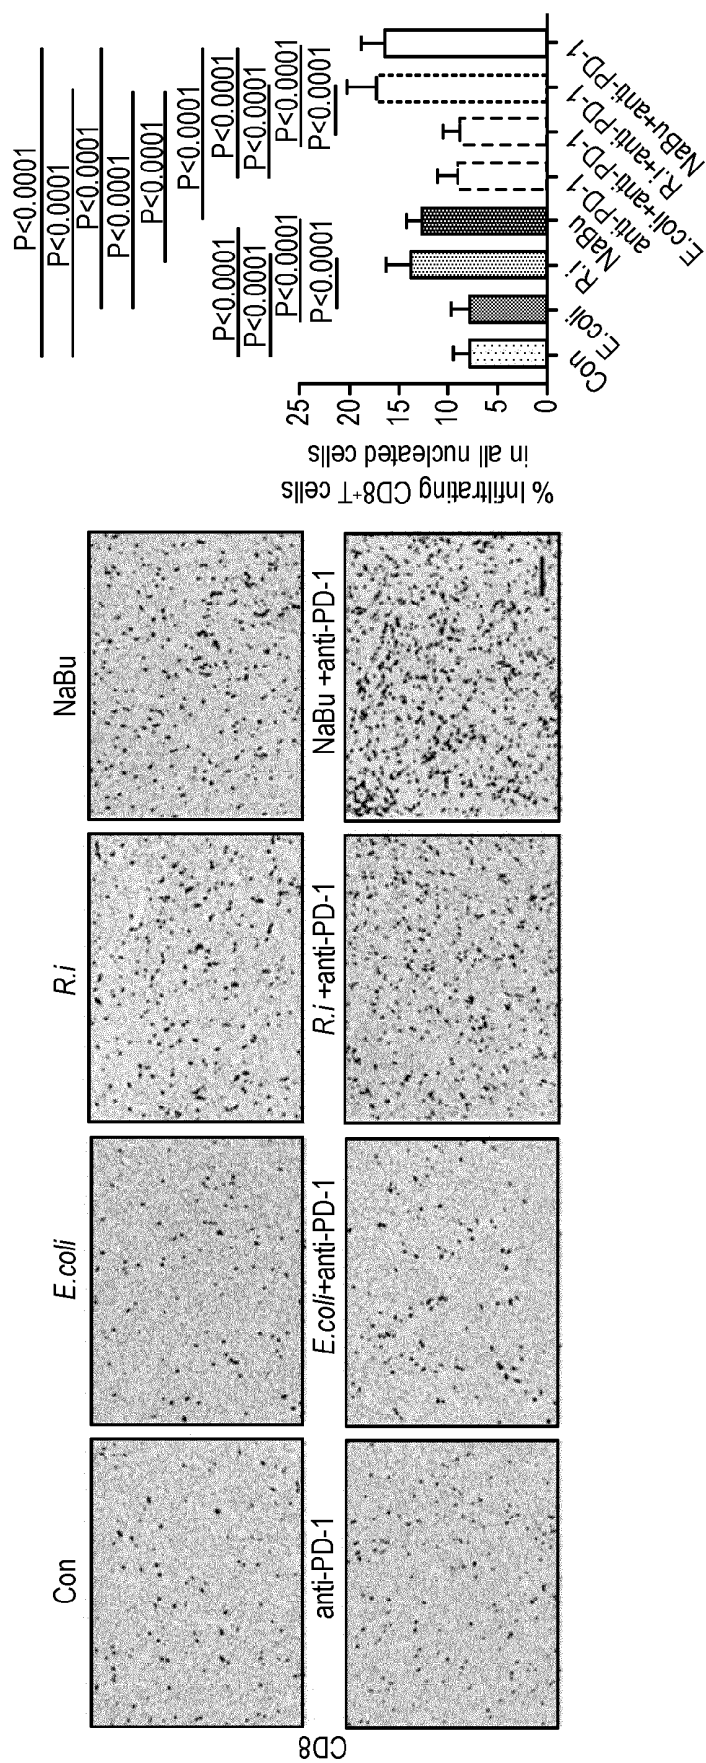 CD8
Con
E.coli
R.i
NaBu
anti-PD-1
E.coli+anti-PD-1
R.i +anti-PD-1
NaBu +anti-PD-1
% Infiltrating CD8+T cells
in all nucleated cells
25
20
15
10
5
0
P<0.0001
P<0.0001
P<0.0001
P<0.0001
P<0.0001
P<0.0001
P<0.0001
P<0.0001
P<0.0001
P<0.0001
P<0.0001
P<0.0001
P<0.0001
P<0.0001
Con
E.coli
R.i
NaBu
anti-PD-1
E.coli+anti-PD-1
R.i+anti-PD-1
NaBu+anti-PD-1